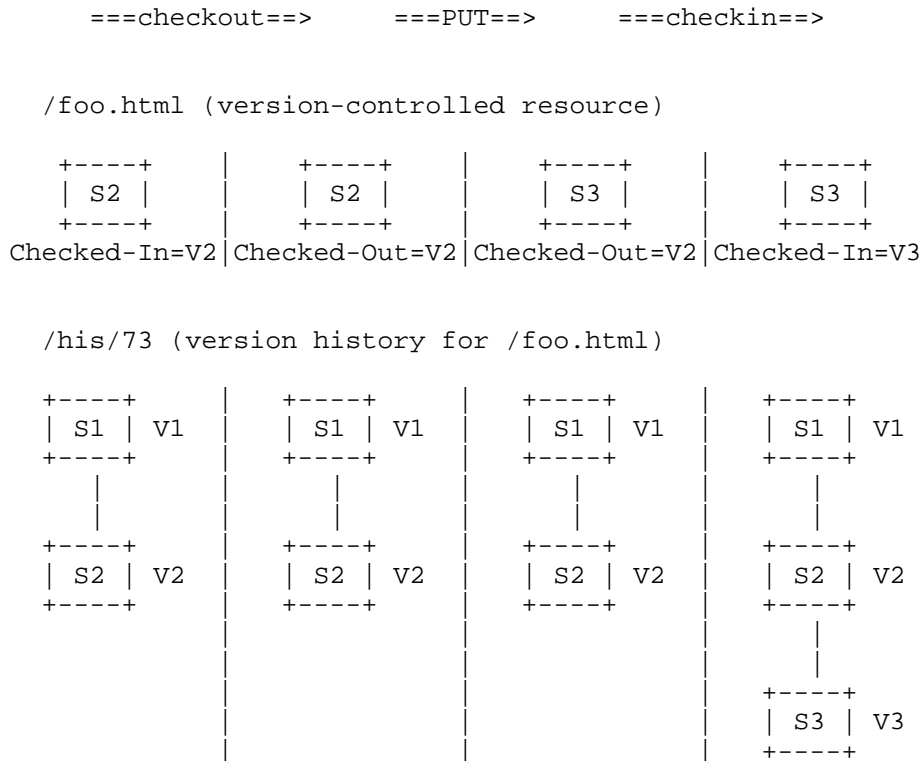 ===checkout==> ===PUT==> ===checkin==>
/foo.html (version-controlled resource)
+----+ | +----+ | +----+ | +----+
| S2 | | | S2 | | | S3 | | | S3 |
+----+ | +----+ | +----+ | +----+
Checked-In=V2|Checked-Out=V2|Checked-Out=V2|Checked-In=V3
/his/73 (version history for /foo.html)
+----+ | +----+ | +----+ | +----+
| S1 | V1 | | S1 | V1 | | S1 | V1 | | S1 | V1
+----+ | +----+ | +----+ | +----+
| | | | | | |
| | | | | | |
+----+ | +----+ | +----+ | +----+
| S2 | V2 | | S2 | V2 | | S2 | V2 | | S2 | V2
+----+ | +----+ | +----+ | +----+
| | | |
| | | |
| | | +----+
| | | | S3 | V3
| | | +----+